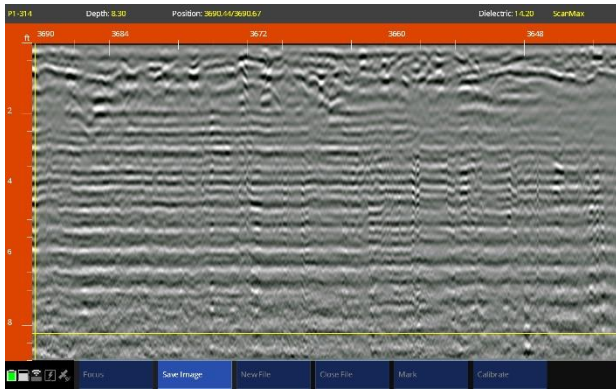 P1-314 Depth: 8.30 Position: 3690.44/3690.67 Dielectric: 14.20 ScanMax
ft 3690 3684 3672 3660 3648
2
4
6
8
Focus Save Image New File Close File Mark Calibrate